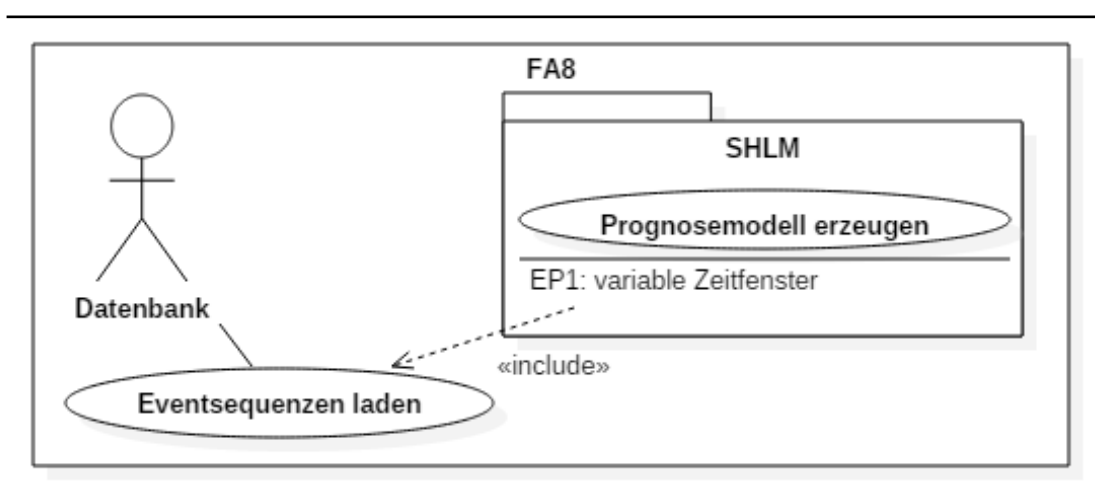 FA8
SHLM
Prognosemodell erzeugen
EP1: variable Zeitfenster
Datenbank
«include»
Eventsequenzen laden